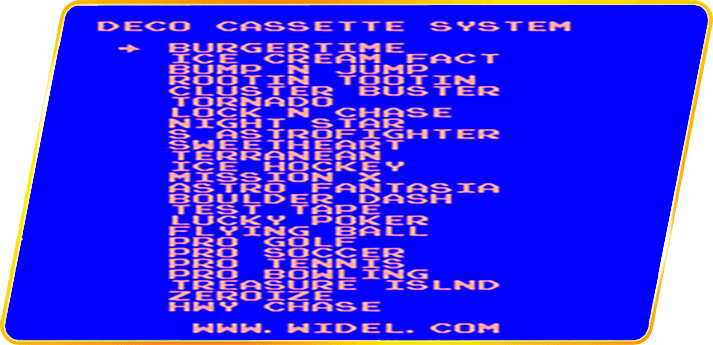 DECO CASSETTE SYSTEM
→ BURGERTIME
ICE CREAM FACT
BUMP N JUMP
ROOTIN TOOTIN
CLUSTER BUSTER
TORNADO
LOCK N CHASE
NIGHT STAR
S ASTROFIGHTER
SWEETHEART
TERRANEAN
ICE HOCKEY
MISSION X
ASTRO FANTASIA
BOULDER DASH
TEST TAPE
LUCKY POKER
FLYING BALL
PRO GOLF
PRO SOCCER
PRO TENNIS
PRO BOWLING
TREASURE ISLND
ZEROIZE
HWY CHASE
WWW.WIDEL.COM